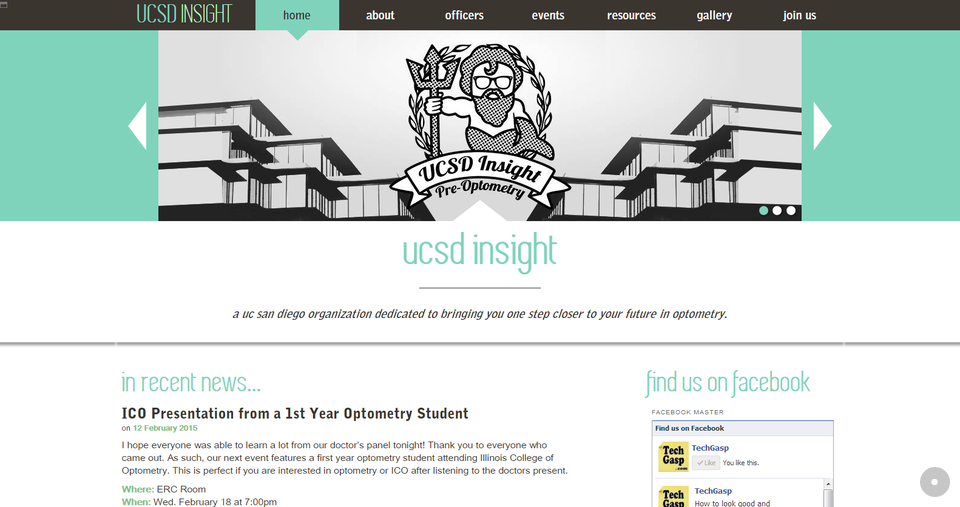 UCSD INSIGHT
home
about
officers
events
resources
gallery
join us
UCSD Insight
Pre-Optometry
ucsd insight
a uc san diego organization dedicated to bringing you one step closer to your future in optometry.
in recent news...
ICO Presentation from a 1st Year Optometry Student
on 12 February 2015
I hope everyone was able to learn a lot from our doctor's panel tonight! Thank you to everyone who
came out. As such, our next event features a first year optometry student attending Illinois College of
Optometry. This is perfect if you are interested in optometry or ICO after listening to the doctors present.
Where: ERC Room
When: Wed. February 18 at 7:00pm
find us on facebook
FACEBOOK MASTER
Find us on Facebook
Tech
Gasp
.com
TechGasp
Like
You like this.
Tech
Gasp
TechGasp
How to look good and